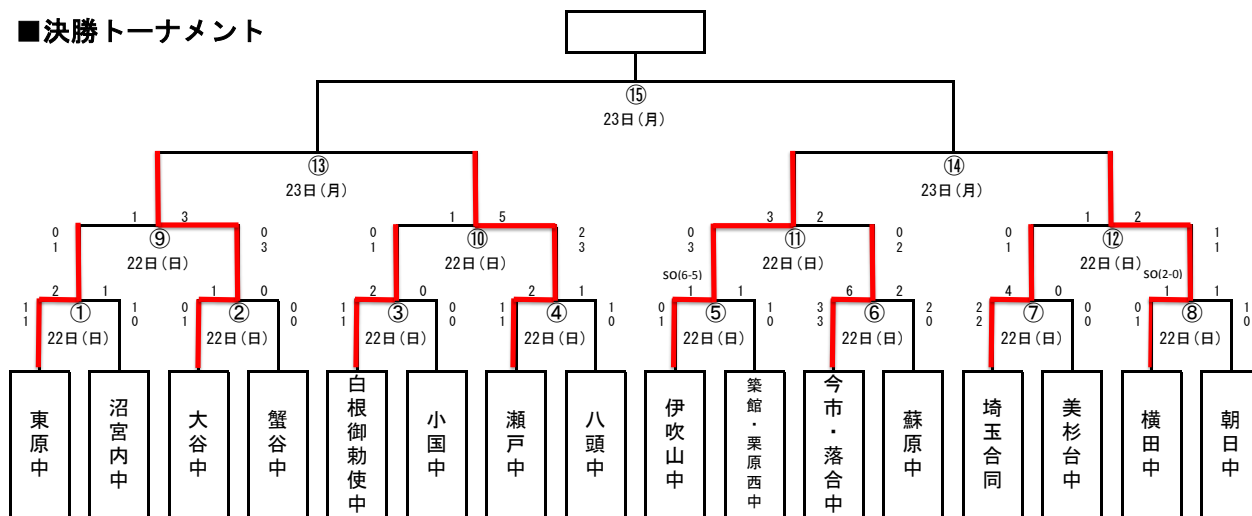 ■決勝トーナメント
⑮
23日(月)
⑬
⑭
23日(月)
23日(月)
1 3
1 5
3 2
1 2
0 0
0 2
0 0
0 1
1 3
1 3
3 2
1 1
⑨
⑩
⑪
⑫
22日(日)
22日(日)
22日(日)
22日(日)
SO(6-5)
SO(2-0)
2 1
1 0
2 0
2 1
1 1
6 2
4 0
1 1
1 1
0 0
1 0
1 1
0 1
3 2
2 0
0 1
1 0
1 0
1 0
1 0
1 0
3 0
2 0
1 0
①
②
③
④
⑤
⑥
⑦
⑧
22日(日)
22日(日)
22日(日)
22日(日)
22日(日)
22日(日)
22日(日)
22日(日)
東原中
沼宮内中
大谷中
蟹谷中
白根御勅使中
小国中
瀬戸中
八頭中
伊吹山中
築館・栗原西中
今市・落合中
蘇原中
埼玉合同
美杉台中
横田中
朝日中